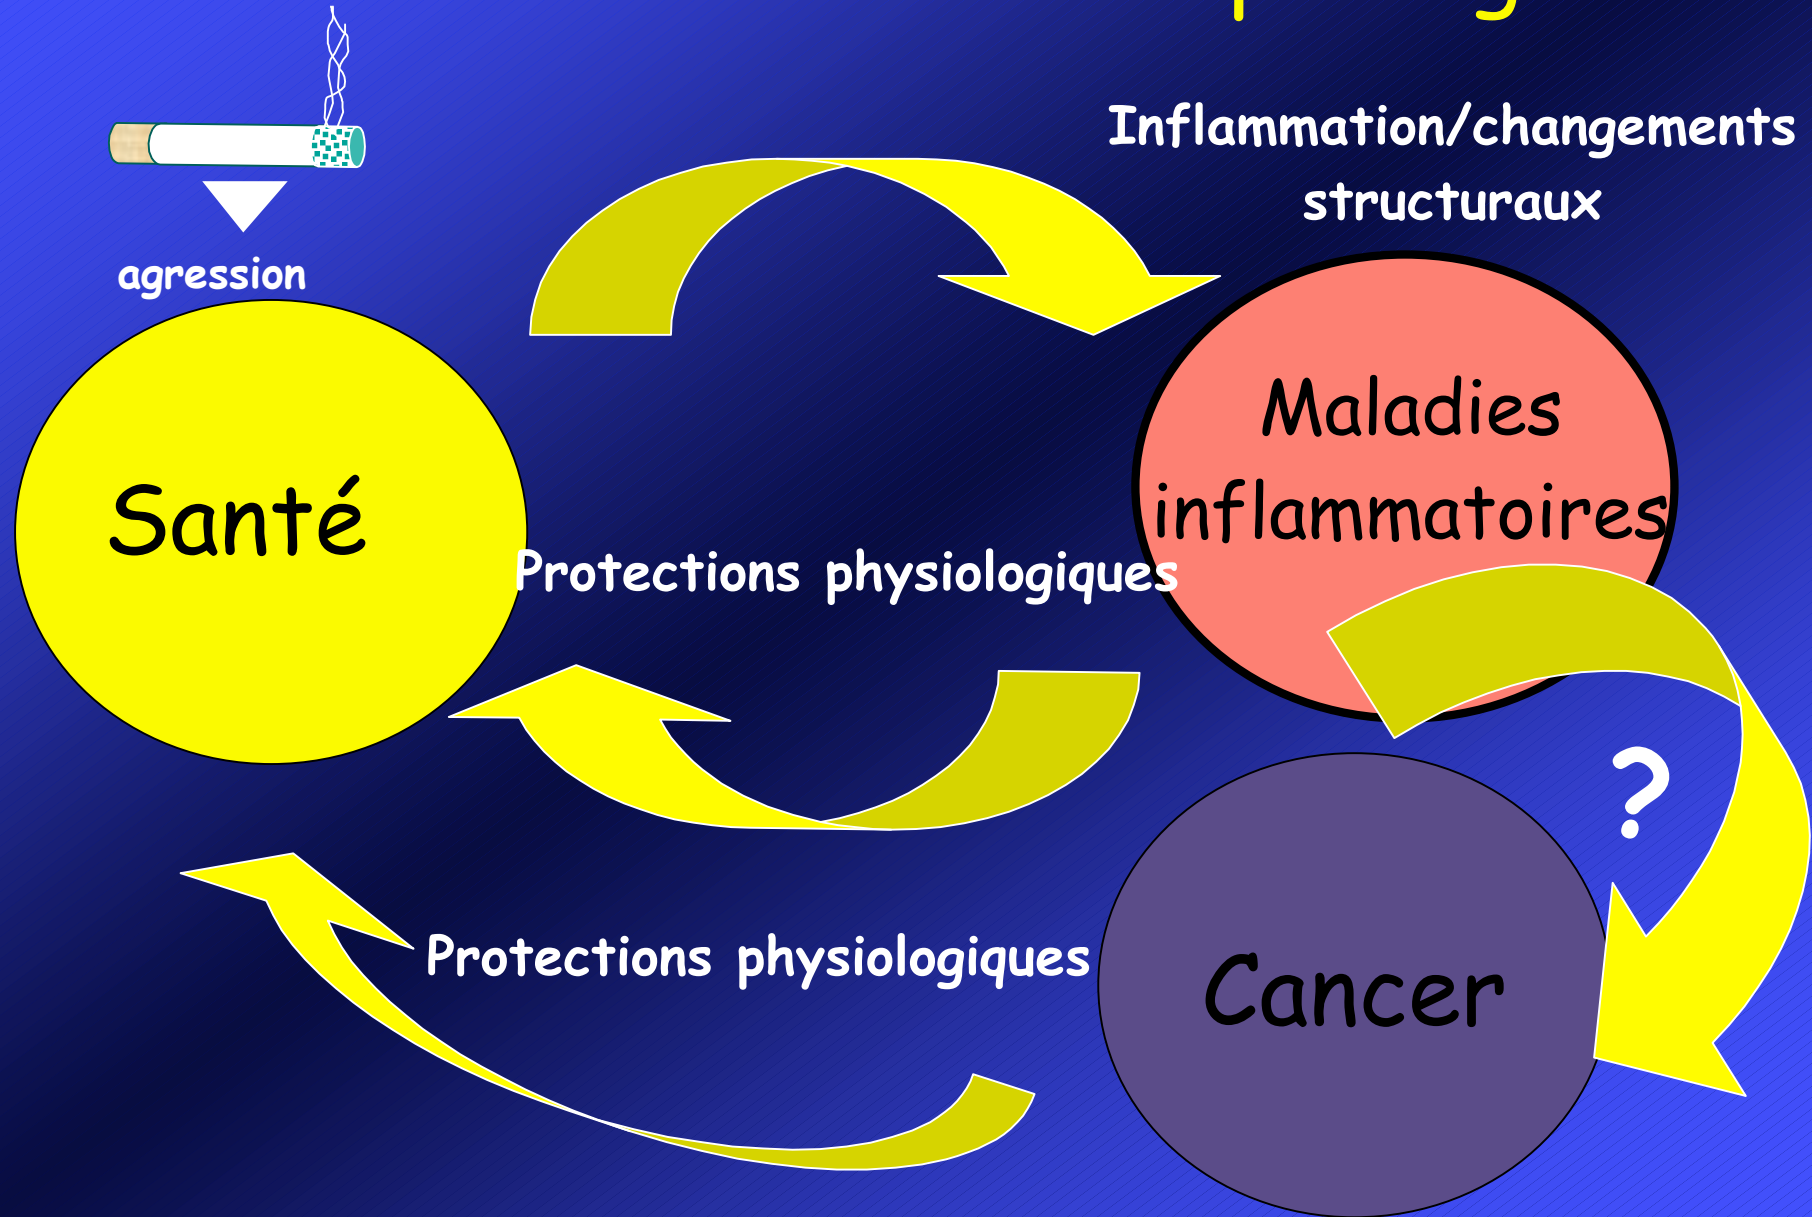 Inflammation/changements
structuraux
agression
Maladies
inflammatoires
Santé
Protections physiologiques
?
Protections physiologiques
Cancer